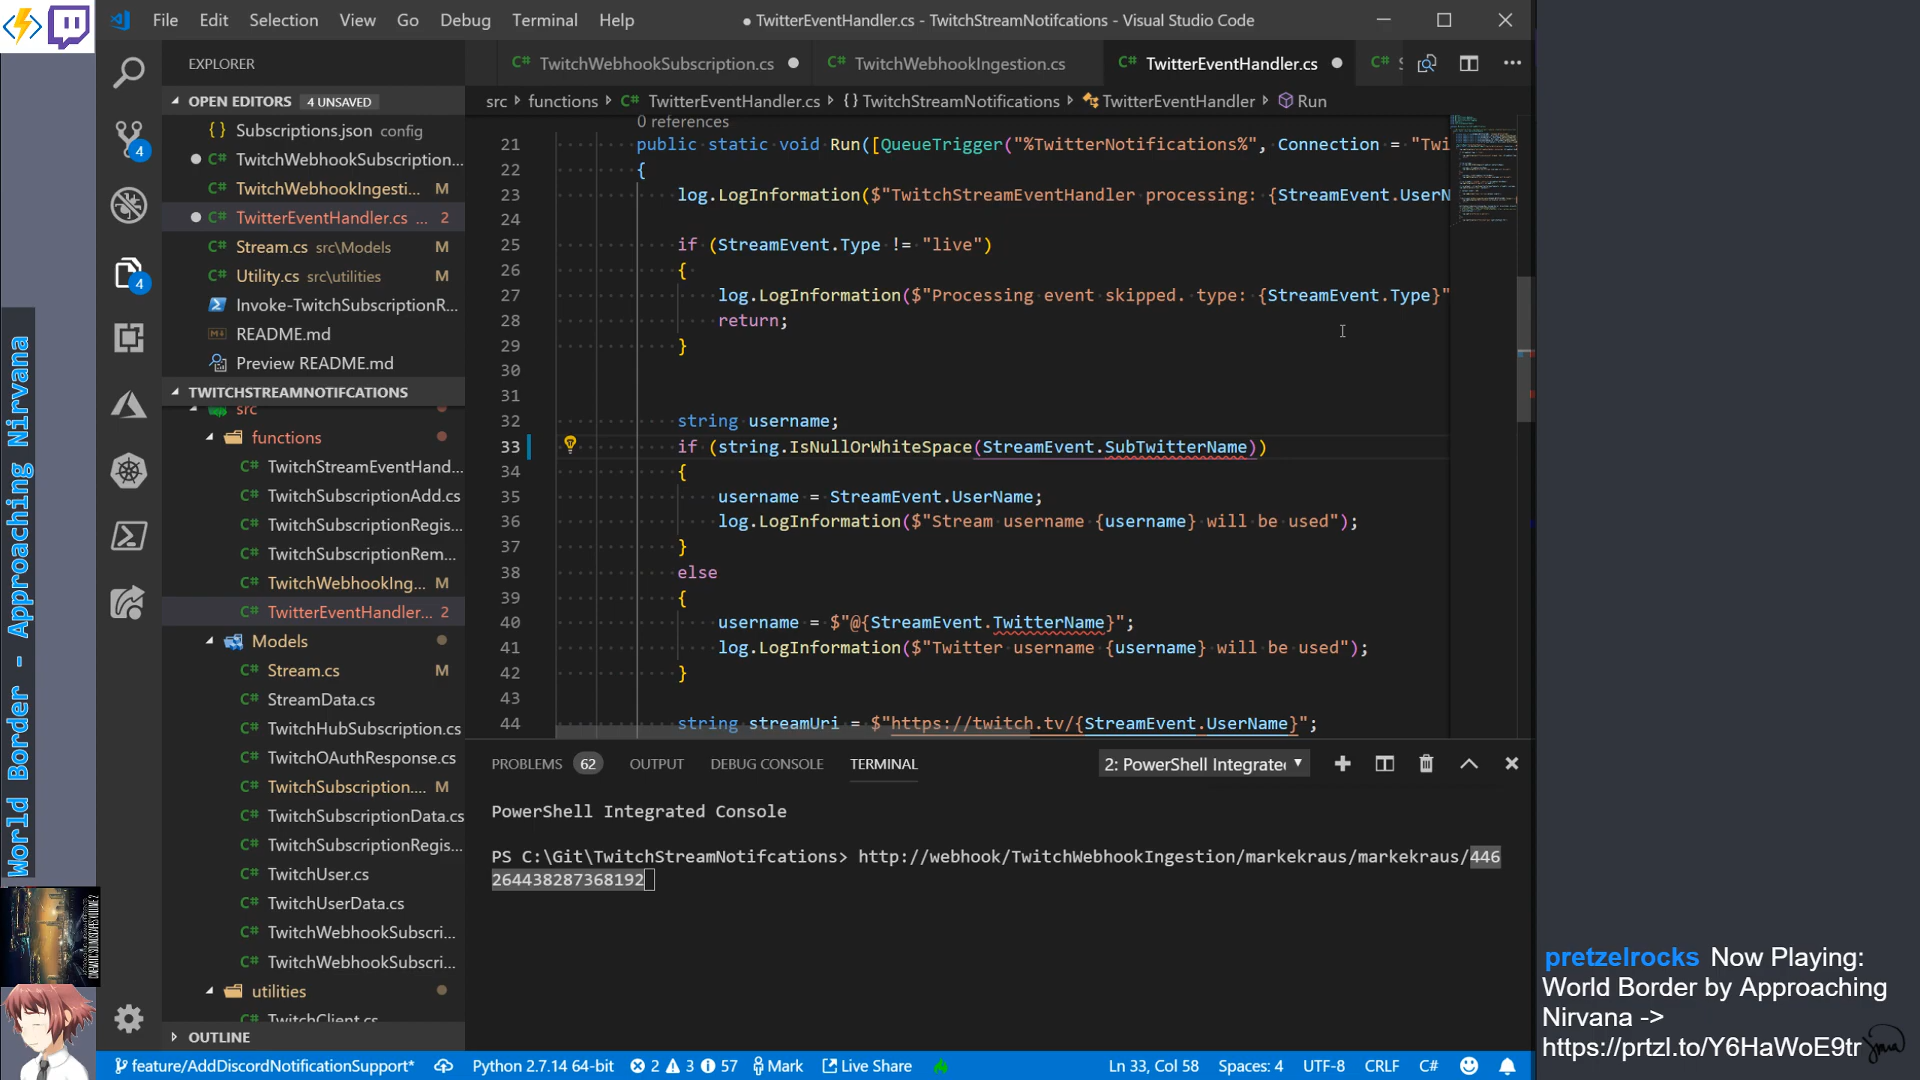 File Edit Selection View Go Debug Terminal Help
● TwitterEventHandler.cs - TwitchStreamNotifcations - Visual Studio Code
EXPLORER
OPEN EDITORS 4 UNSAVED
{} Subscriptions.json config
C# TwitchWebhookSubscription...
C# TwitchWebhookIngesti... M
C# TwitterEventHandler.cs ... 2
C# Stream.cs src\Models M
C# Utility.cs src\utilities M
Invoke-TwitchSubscriptionR...
README.md
Preview README.md
TWITCHSTREAMNOTIFCATIONS
src
functions
C# TwitchStreamEventHand...
C# TwitchSubscriptionAdd.cs
C# TwitchSubscriptionRegis...
C# TwitchSubscriptionRem...
C# TwitchWebhookIng... M
C# TwitterEventHandler... 2
Models
C# Stream.cs M
C# StreamData.cs
C# TwitchHubSubscription.cs
C# TwitchOAuthResponse.cs
C# TwitchSubscription.... M
C# TwitchSubscriptionData.cs
C# TwitchSubscriptionRegis...
C# TwitchUser.cs
C# TwitchUserData.cs
C# TwitchWebhookSubscri...
C# TwitchWebhookSubscri...
utilities
C# TwitchClient.cs
OUTLINE
4
4
C# TwitchWebhookSubscription.cs ●
C# TwitchWebhookIngestion.cs
C# TwitterEventHandler.cs ●
C# S
src > functions > C# TwitterEventHandler.cs > {} TwitchStreamNotifications > TwitterEventHandler > Run
0 references
21 public static void Run([QueueTrigger("%TwitterNotifications%", Connection = "Twi
22 {
23 log.LogInformation($"TwitchStreamEventHandler processing: {StreamEvent.UserN
24
25 if (StreamEvent.Type != "live")
26 {
27 log.LogInformation($"Processing event skipped. type: {StreamEvent.Type}"
28 return;
29 }
30
31
32 string username;
33 if (string.IsNullOrWhiteSpace(StreamEvent.SubTwitterName))
34 {
35 username = StreamEvent.UserName;
36 log.LogInformation($"Stream username {username} will be used");
37 }
38 else
39 {
40 username = $"@{StreamEvent.TwitterName}";
41 log.LogInformation($"Twitter username {username} will be used");
42 }
43
44 string streamUri = $"https://twitch.tv/{StreamEvent.UserName}";
PROBLEMS 62 OUTPUT DEBUG CONSOLE TERMINAL
2: PowerShell Integrate
PowerShell Integrated Console
PS C:\Git\TwitchStreamNotifcations> http://webhook/TwitchWebhookIngestion/markekraus/markekraus/446
264438287368192
feature/AddDiscordNotificationSupport* Python 2.7.14 64-bit 2 3 57 Mark Live Share
Ln 33, Col 58 Spaces: 4 UTF-8 CRLF C#
World Border - Approaching Nirvana
pretzelrocks Now Playing:
World Border by Approaching
Nirvana ->
https://prtzl.to/Y6HaWoE9tr